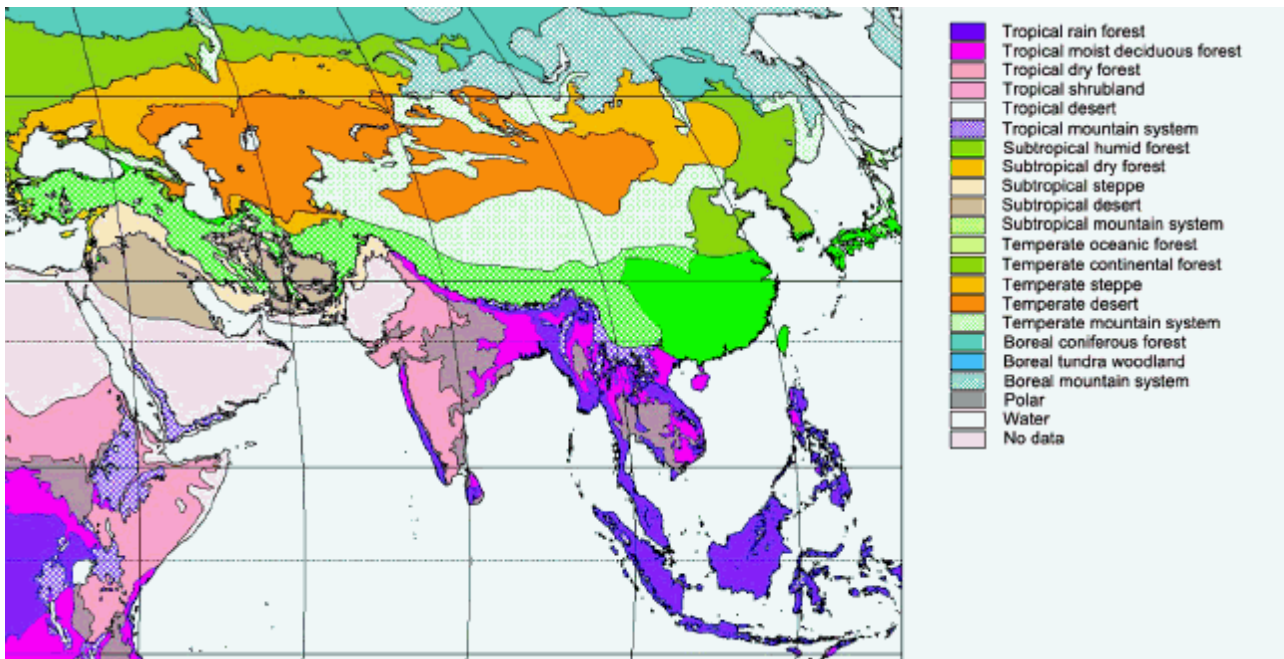 Tropical rain forest
Tropical moist deciduous forest
Tropical dry forest
Tropical shrubland
Tropical desert
Tropical mountain system
Subtropical humid forest
Subtropical dry forest
Subtropical steppe
Subtropical desert
Subtropical mountain system
Temperate oceanic forest
Temperate continental forest
Temperate steppe
Temperate desert
Temperate mountain system
Boreal coniferous forest
Boreal tundra woodland
Boreal mountain system
Polar
Water
No data